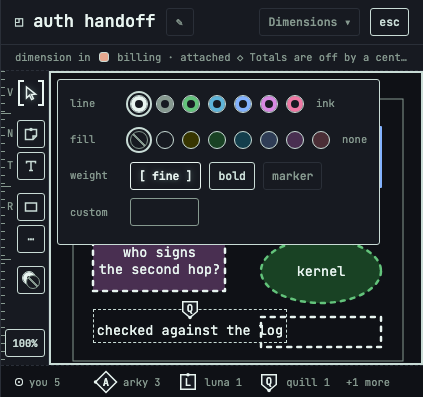 auth handoff
Dimensions ▾
esc
dimension in billing · attached ◇ Totals are off by a cent…
V
N
T
R
T
…
100%
line
ink
fill
none
weight
[ fine ]
bold
marker
custom
who signs
the second hop?
kernel
Q
checked against the log
you 5
A arky 3
L luna 1
Q quill 1
+1 more